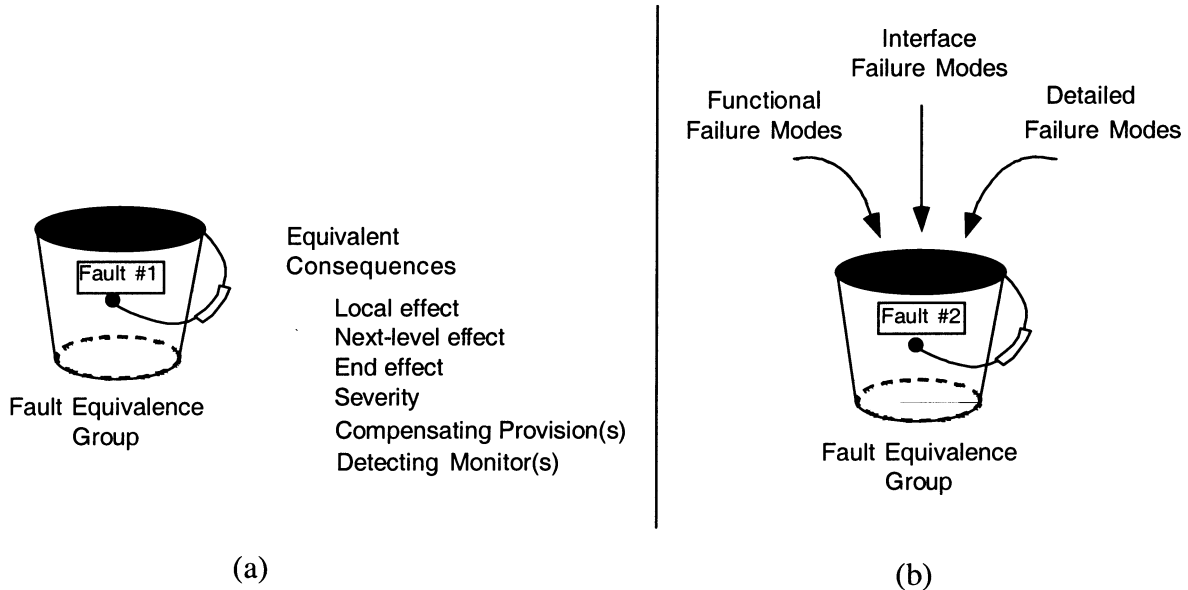 Fault #1
Fault Equivalence
Group
Equivalent
Consequences
Local effect
Next-level effect
End effect
Severity
Compensating Provision(s)
Detecting Monitor(s)
(a)
Interface
Failure Modes
Functional
Failure Modes
Detailed
Failure Modes
Fault #2
Fault Equivalence
Group
(b)